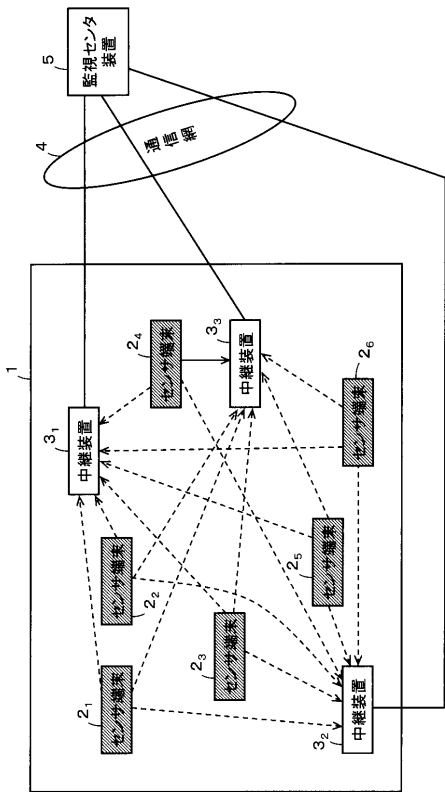 1
2₁
センサ端末
2₂
センサ端末
3₁
中継装置
2₃
センサ端末
2₄
センサ端末
3₂
中継装置
2₅
センサ端末
3₃
中継装置
2₆
センサ端末
4
通信網
5
監視センタ
装置